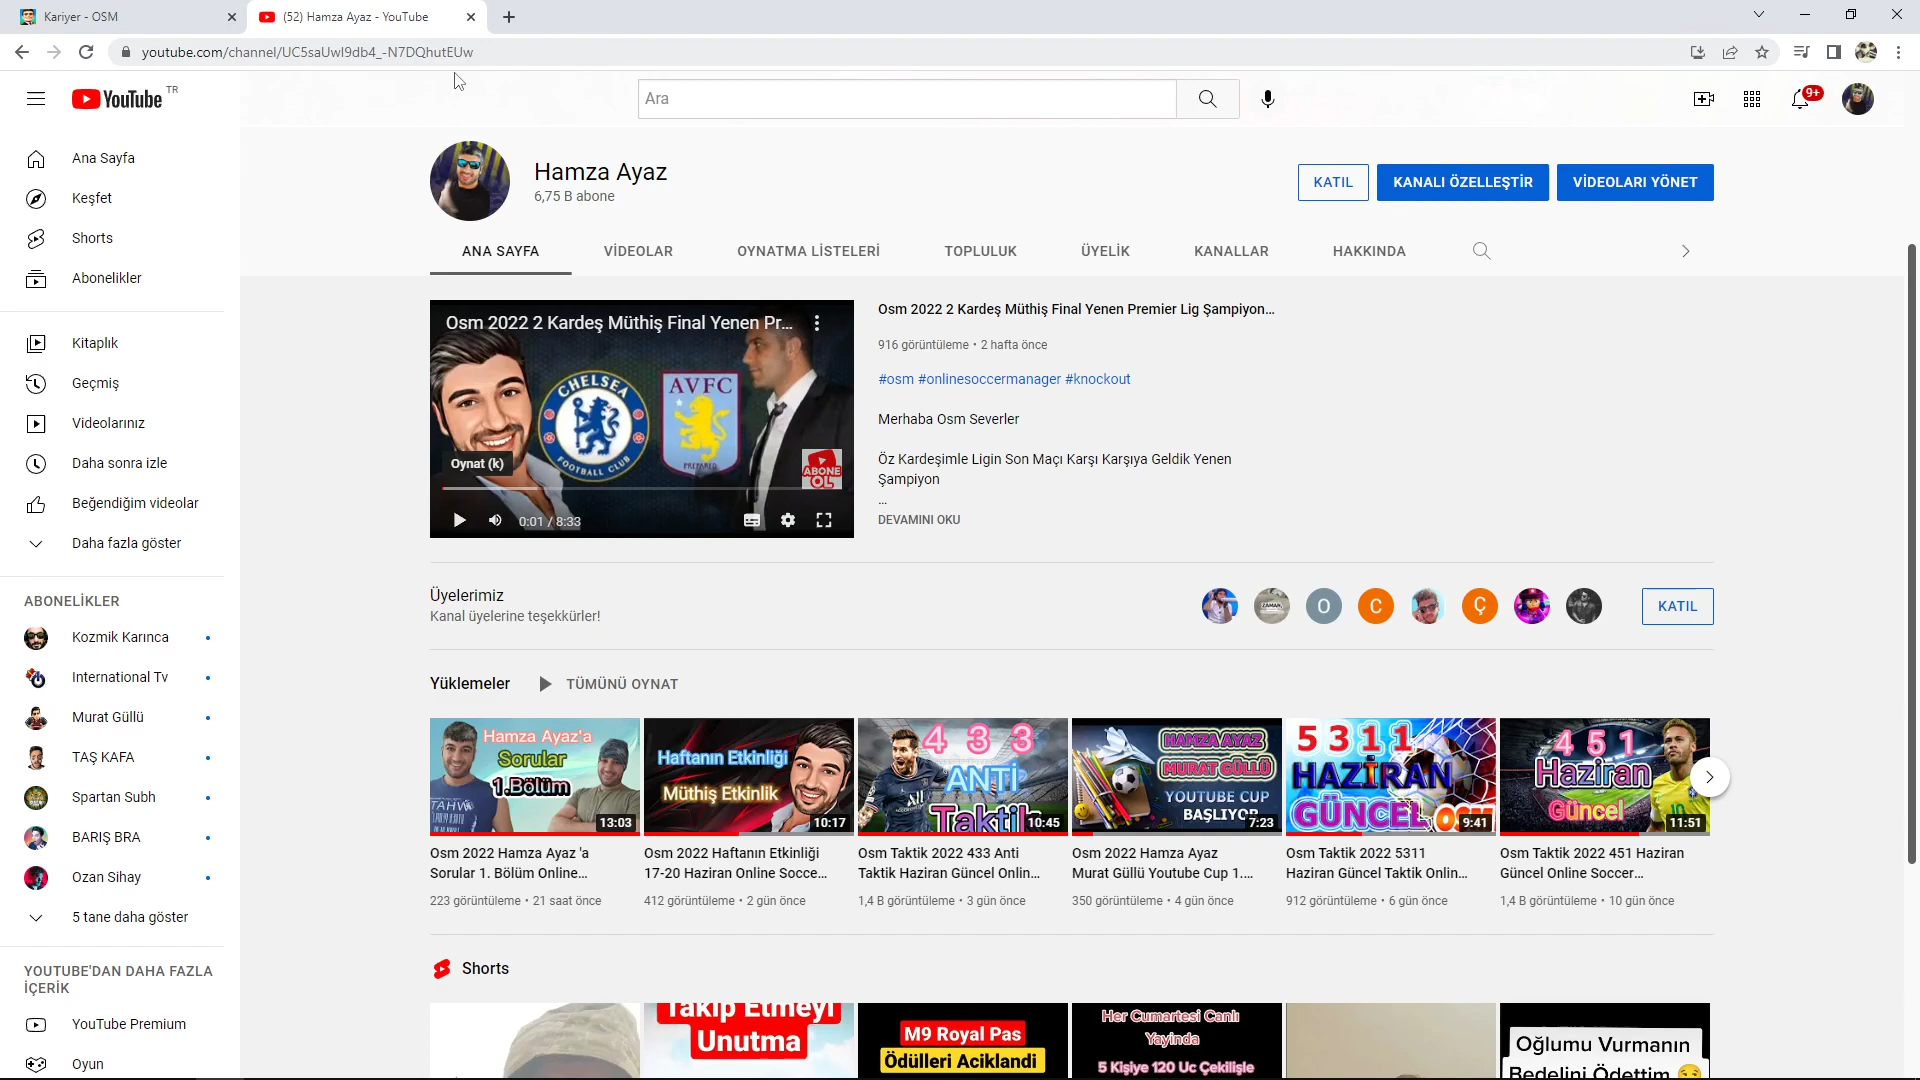 Kariyer - OSM
(52) Hamza Ayaz - YouTube
youtube.com/channel/UC5saUwI9db4_-N7DQhutEUw
YouTube TR
Ara
9+
Ana Sayfa
Keşfet
Shorts
Abonelikler
Kitaplık
Geçmiş
Videolarınız
Daha sonra izle
Beğendiğim videolar
Daha fazla göster
ABONELİKLER
Kozmik Karınca
International Tv
Murat Güllü
TAŞ KAFA
Spartan Subh
BARIŞ BRA
Ozan Sihay
5 tane daha göster
YOUTUBE'DAN DAHA FAZLA
İÇERİK
YouTube Premium
Oyun
Hamza Ayaz
6,75 B abone
KATIL
KANALI ÖZELLEŞTİR
VİDEOLARI YÖNET
ANA SAYFA
VİDEOLAR
OYNATMA LİSTELERİ
TOPLULUK
ÜYELİK
KANALLAR
HAKKINDA
Osm 2022 2 Kardeş Müthiş Final Yenen Pr...
CHELSEA
FOOTBALL CLUB
AVFC
PREPARED
Oynat (k)
ABONE
OL
0:01 / 8:33
Osm 2022 2 Kardeş Müthiş Final Yenen Premier Lig Şampiyon...
916 görüntüleme • 2 hafta önce
#osm #onlinesoccermanager #knockout
Merhaba Osm Severler
Öz Kardeşimle Ligin Son Maçı Karşı Karşıya Geldik Yenen
Şampiyon
...
DEVAMINI OKU
Üyelerimiz
Kanal üyelerine teşekkürler!
ZAMAN
O
C
Ç
KATIL
Yüklemeler
TÜMÜNÜ OYNAT
Hamza Ayaz'a
Sorular
1.Bölüm
13:03
Osm 2022 Hamza Ayaz 'a
Sorular 1. Bölüm Online...
223 görüntüleme • 21 saat önce
Haftanın Etkinliği
Müthiş Etkinlik
10:17
Osm 2022 Haftanın Etkinliği
17-20 Haziran Online Socce...
412 görüntüleme • 2 gün önce
4 3 3
ANTİ
Taktik
10:45
Osm Taktik 2022 433 Anti
Taktik Haziran Güncel Onlin...
1,4 B görüntüleme • 3 gün önce
HAMZA AYAZ
MURAT GÜLLÜ
YOUTUBE CUP
BAŞLIYOR
7:23
Osm 2022 Hamza Ayaz
Murat Güllü Youtube Cup 1....
350 görüntüleme • 4 gün önce
5 3 1 1
HAZİRAN
GÜNCEL
9:41
Osm Taktik 2022 5311
Haziran Güncel Taktik Onlin...
912 görüntüleme • 6 gün önce
4 5 1
Haziran
Güncel
11:51
Osm Taktik 2022 451 Haziran
Güncel Online Soccer...
1,4 B görüntüleme • 10 gün önce
Shorts
Takip Etmeyi
Unutma
M9 Royal Pas
Ödülleri Aciklandi
Her Cumartesi Canlı
Yayinda
5 Kişiye 120 Uc Çekilişle
Oğlumu Vurmanın
Bedelini Ödettim